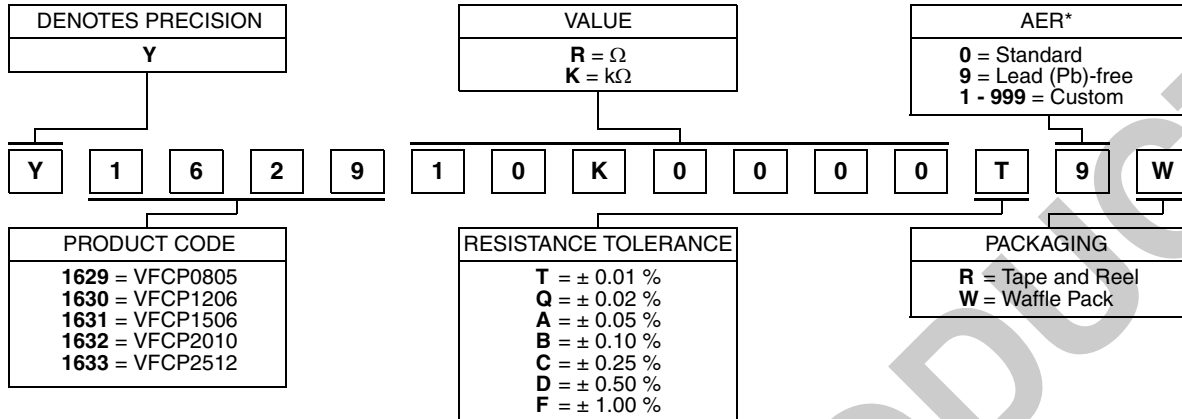 DENOTES PRECISION
Y
VALUE
R = Ω
K = kΩ
AER*
0 = Standard
9 = Lead (Pb)-free
1 - 999 = Custom
Y 1 6 2 9 1 0 K 0 0 0 0 T 9 W
PRODUCT CODE
1629 = VFCP0805
1630 = VFCP1206
1631 = VFCP1506
1632 = VFCP2010
1633 = VFCP2512
RESISTANCE TOLERANCE
T = ± 0.01 %
Q = ± 0.02 %
A = ± 0.05 %
B = ± 0.10 %
C = ± 0.25 %
D = ± 0.50 %
F = ± 1.00 %
PACKAGING
R = Tape and Reel
W = Waffle Pack